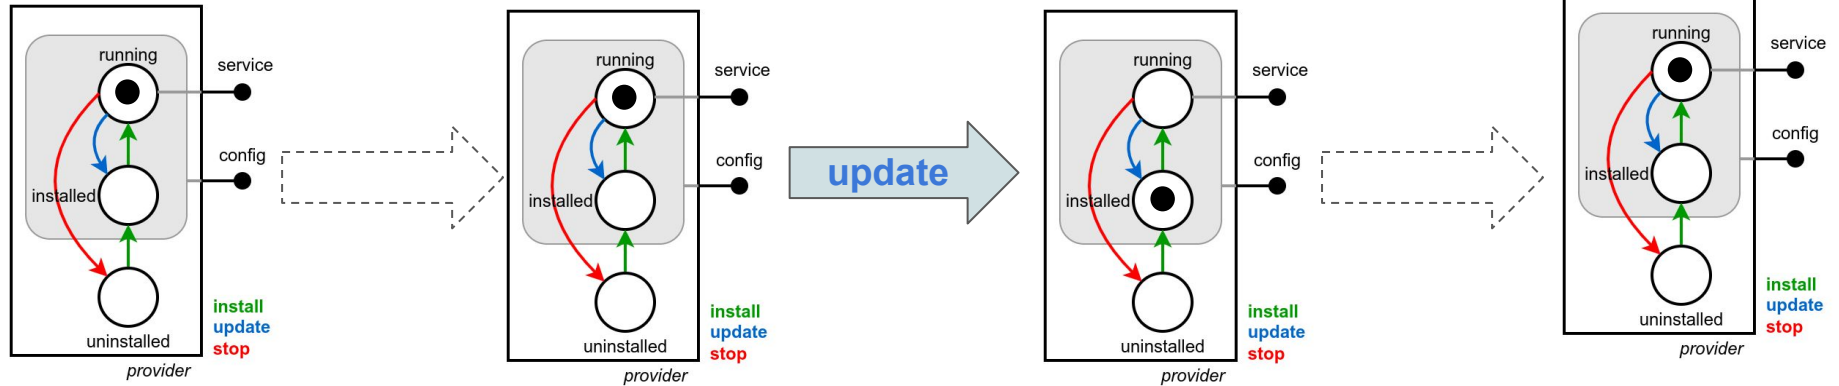 running
service
config
installed
install
update
stop
uninstalled
provider
running
service
config
installed
install
update
stop
uninstalled
provider
update
running
service
config
installed
install
update
stop
uninstalled
provider
running
service
config
installed
install
update
stop
uninstalled
provider